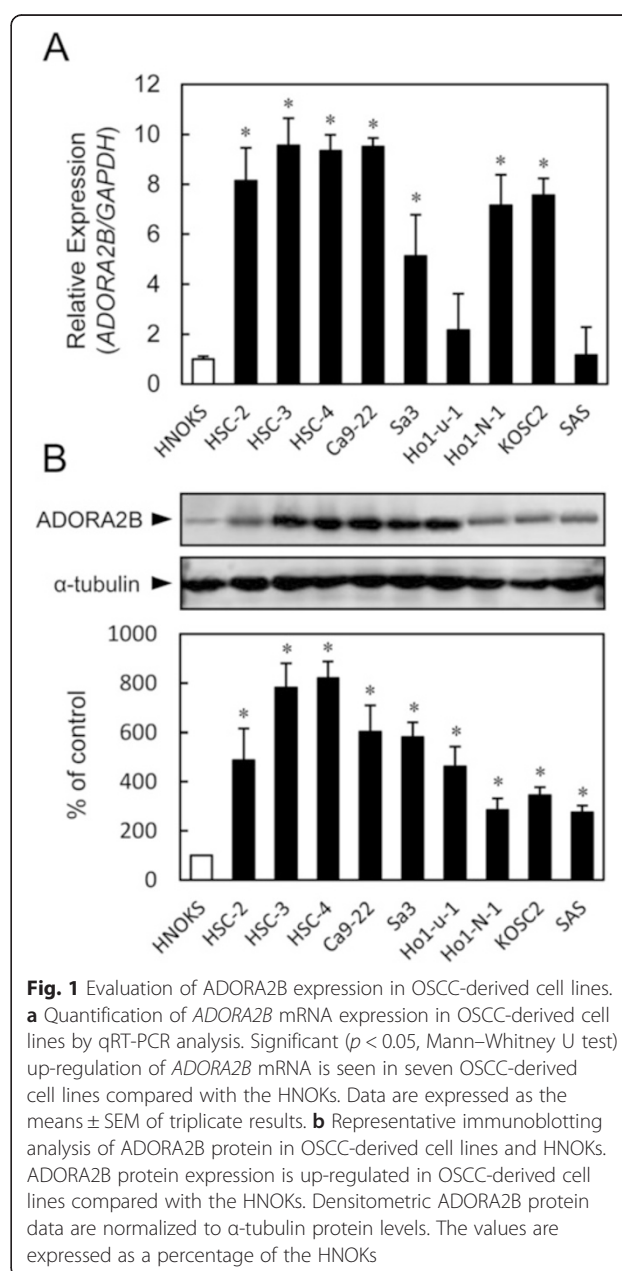 A
12
10
8
6
4
2
0
Relative Expression
(ADORA2B/GAPDH)
* * * * * * *
HNOKS HSC-2 HSC-3 HSC-4 Ca9-22 Sa3 Ho1-u-1 Ho1-N-1 KOSC2 SAS
B
ADORA2B
α-tubulin
1000
800
600
400
200
0
% of control
* * * * * * * * *
HNOKS HSC-2 HSC-3 HSC-4 Ca9-22 Sa3 Ho1-u-1 Ho1-N-1 KOSC2 SAS
Fig. 1 Evaluation of ADORA2B expression in OSCC-derived cell lines.
a Quantification of ADORA2B mRNA expression in OSCC-derived cell
lines by qRT-PCR analysis. Significant (p < 0.05, Mann–Whitney U test)
up-regulation of ADORA2B mRNA is seen in seven OSCC-derived
cell lines compared with the HNOKs. Data are expressed as the
means ± SEM of triplicate results. b Representative immunoblotting
analysis of ADORA2B protein in OSCC-derived cell lines and HNOKs.
ADORA2B protein expression is up-regulated in OSCC-derived cell
lines compared with the HNOKs. Densitometric ADORA2B protein
data are normalized to α-tubulin protein levels. The values are
expressed as a percentage of the HNOKs